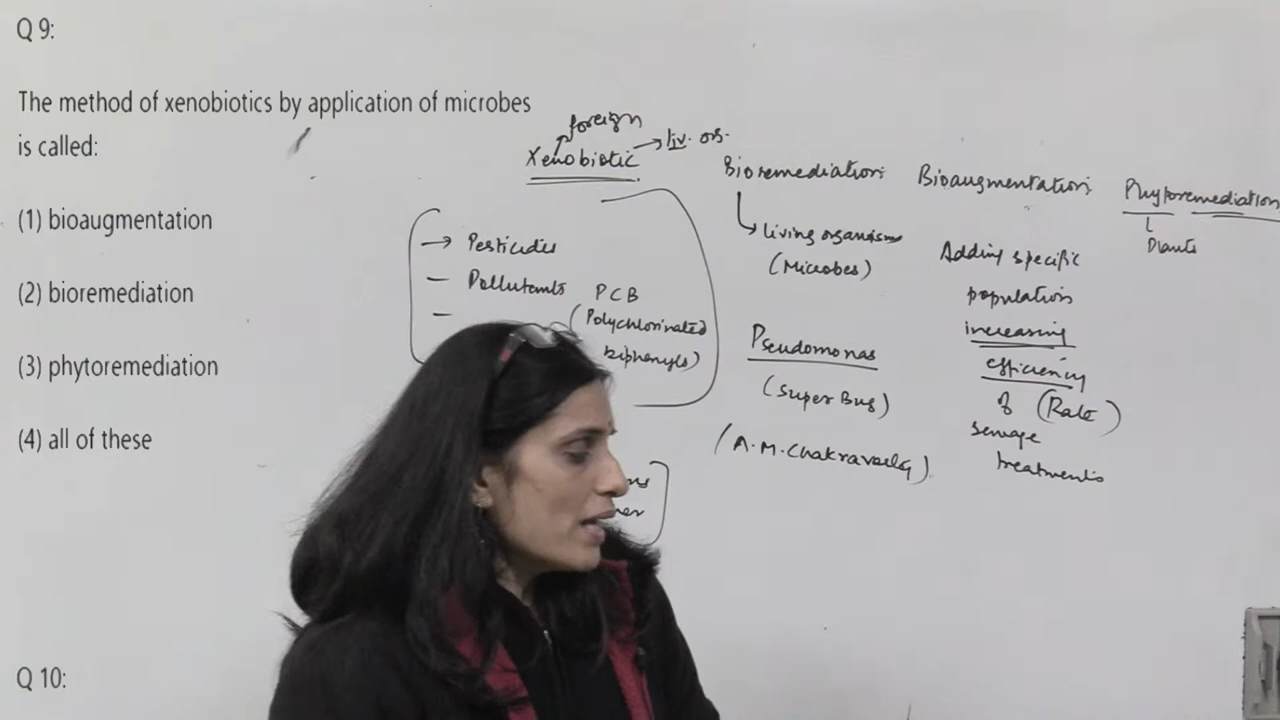 Q 9:
The method of xenobiotics by application of microbes
is called:
(1) bioaugmentation
(2) bioremediation
(3) phytoremediation
(4) all of these
Q 10:
foreign
Xenobiotic → liv. org.
→ Pesticides
– Pollutants
–
PCB
(Polychlorinated
biphenyls)
Bioremediation
Living organisms
(Microbes)
Pseudomonas
(Super Bug)
(A.M. Chakravarty)
Bioaugmentation
Adding specific
population
increasing
efficiency
of (Rate)
sewage
treatments
Phytoremediation
Plants